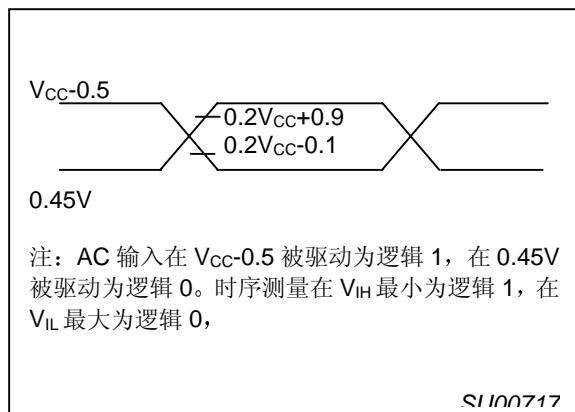 VCC-0.5
0.2VCC+0.9
0.2VCC-0.1
0.45V
注：AC 输入在 VCC-0.5 被驱动为逻辑 1，在 0.45V
被驱动为逻辑 0。时序测量在 VIH 最小为逻辑 1，在
VIL 最大为逻辑 0，
SU00717